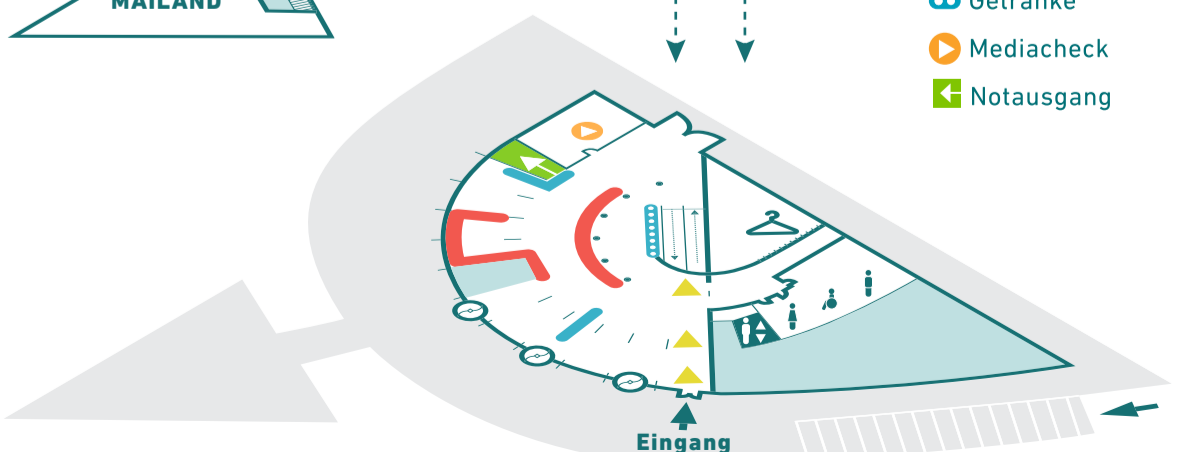 MAILAND
Getränke
Mediacheck
Notausgang
Eingang